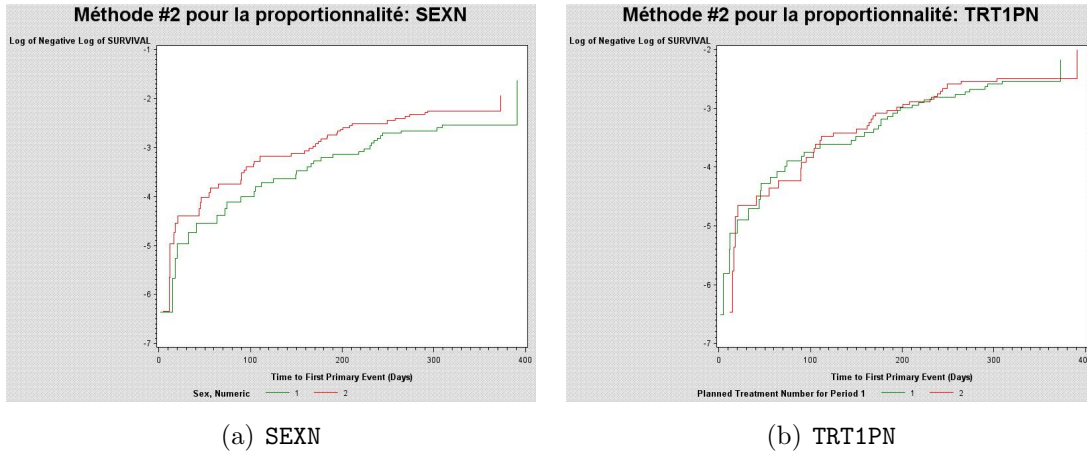 Méthode #2 pour la proportionnalité: SEXN
Log of Negative Log of SURVIVAL
-1
-2
-3
-4
-5
-6
-7
0 100 200 300 400
Time to First Primary Event (Days)
Sex, Numeric 1 2
(a) SEXN
Méthode #2 pour la proportionnalité: TRT1PN
Log of Negative Log of SURVIVAL
-2
-3
-4
-5
-6
-7
0 100 200 300 400
Time to First Primary Event (Days)
Planned Treatment Number for Period 1 1 2
(b) TRT1PN